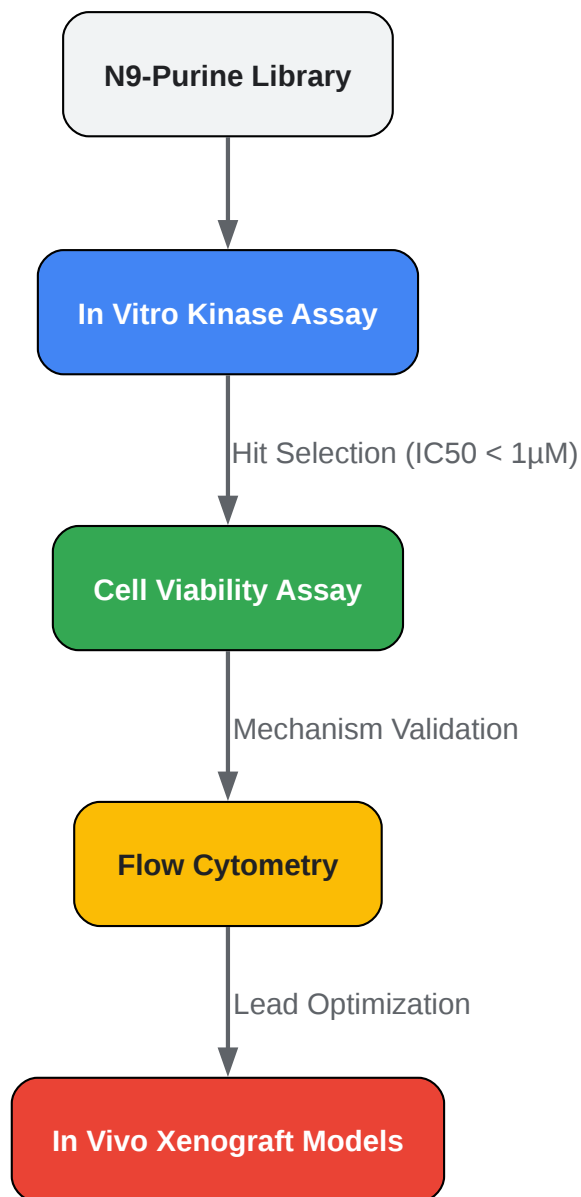 N9-Purine Library
In Vitro Kinase Assay
Hit Selection (IC50 < 1µM)
Cell Viability Assay
Mechanism Validation
Flow Cytometry
Lead Optimization
In Vivo Xenograft Models